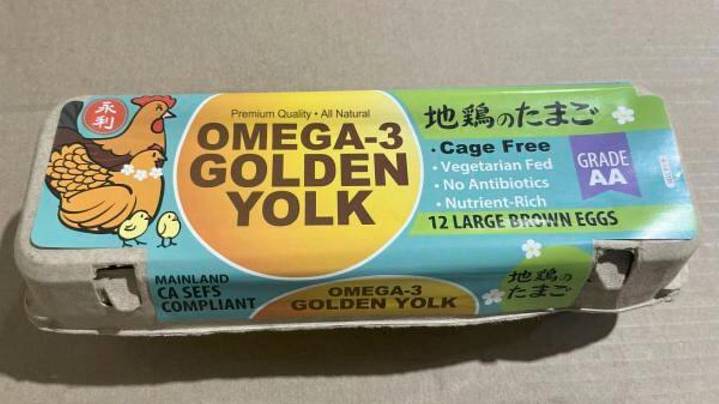 永利
Premium Quality • All Natural
OMEGA-3
GOLDEN
YOLK
地鶏のたまご
• Cage Free
• Vegetarian Fed
• No Antibiotics
• Nutrient-Rich
GRADE
AA
12 LARGE BROWN EGGS
MAINLAND
CA SEFS
COMPLIANT
OMEGA-3
GOLDEN YOLK
地鶏の
たまご